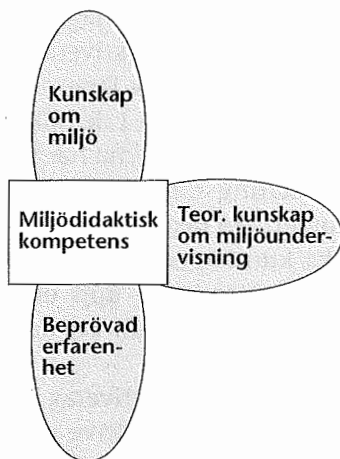 Kunskap
om
miljö
Miljödidaktisk
kompetens
Teor. kunskap
om miljöunder-
visning
Beprövad
erfaren-
het